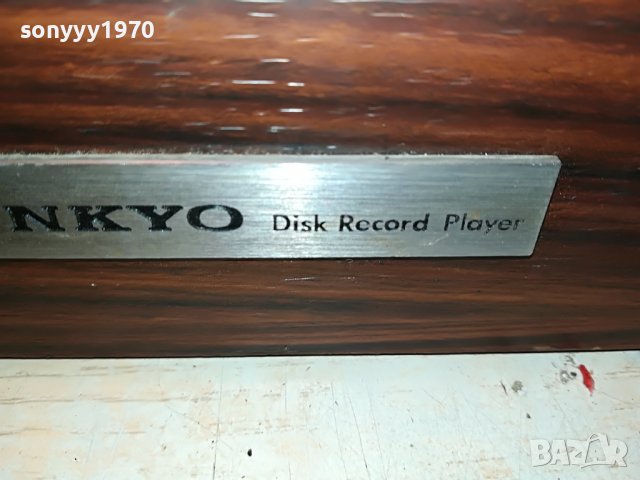 sonyyy1970
NKYO Disk Record Player
BAZAR